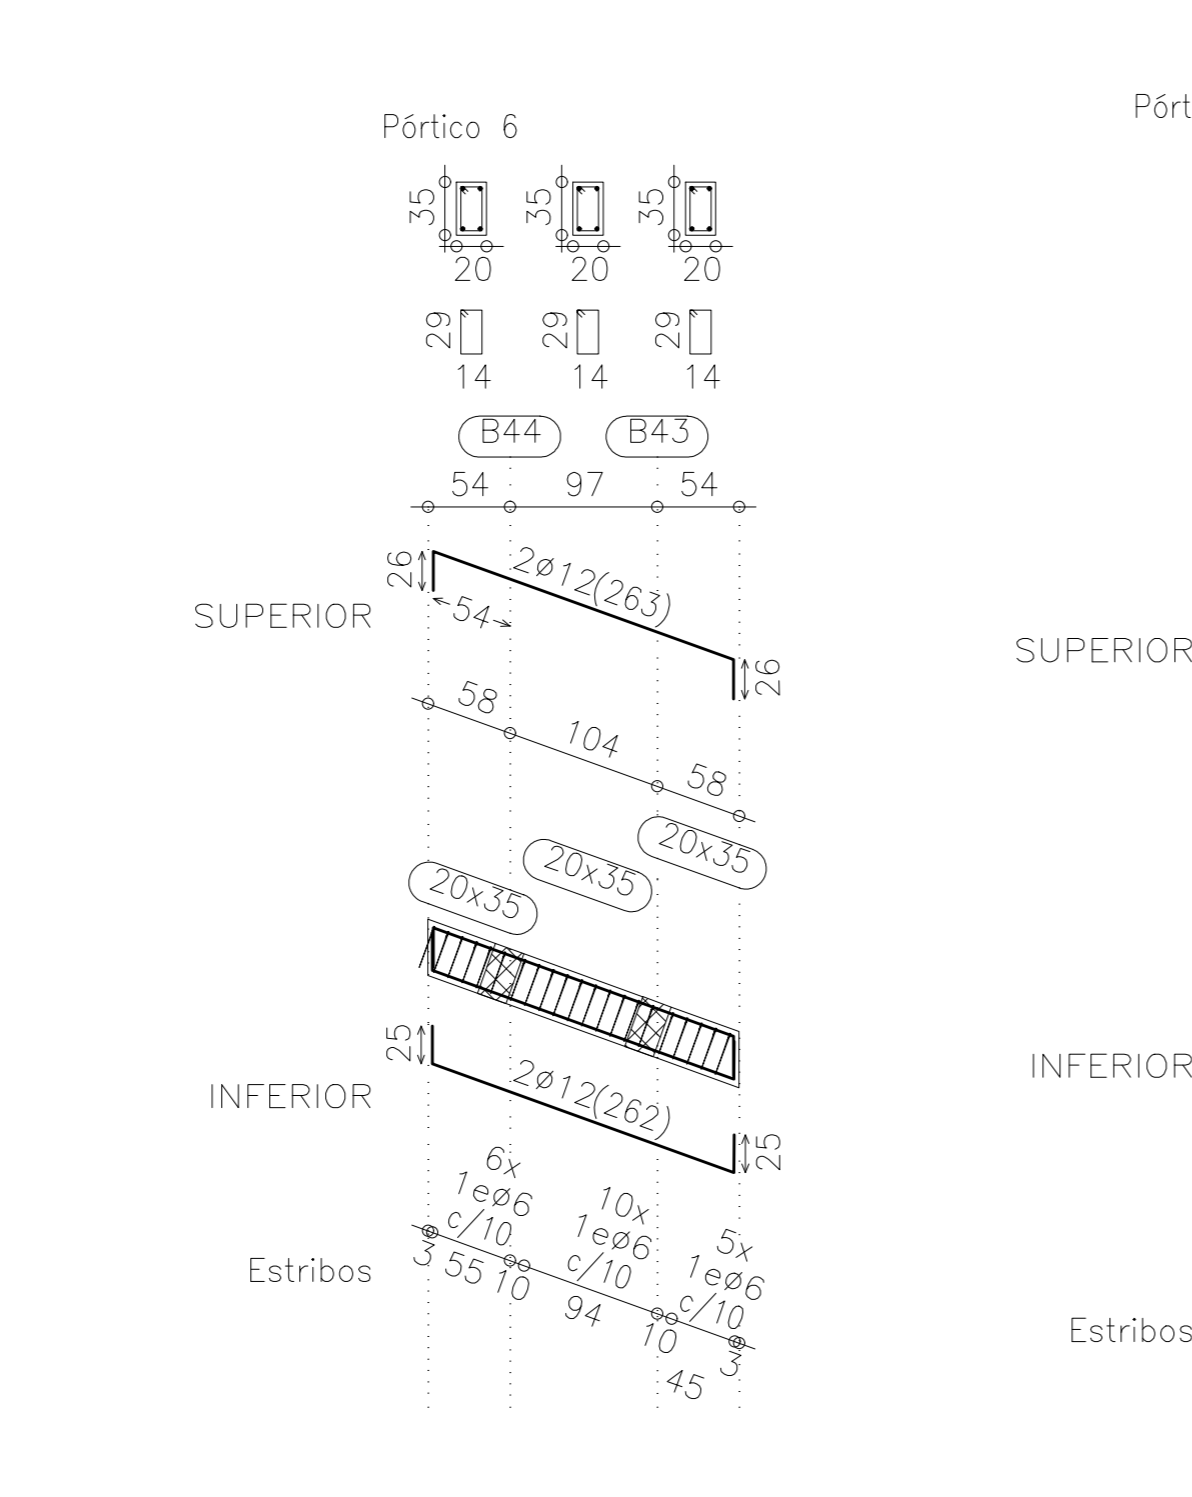 Pórtico 6
Pórt
35 35 35
20 20 20
29 29 29
14 14 14
B44 B43
54 97 54
26
2ø12(263)
54
SUPERIOR
SUPERIOR
26
58 104 58
20x35
20x35
20x35
25
2ø12(262)
INFERIOR
INFERIOR
25
6x
1eø6
c/10
10x
1eø6
c/10
5x
1eø6
c/10
Estribos
Estribos
3 55 10 94 10 45 3